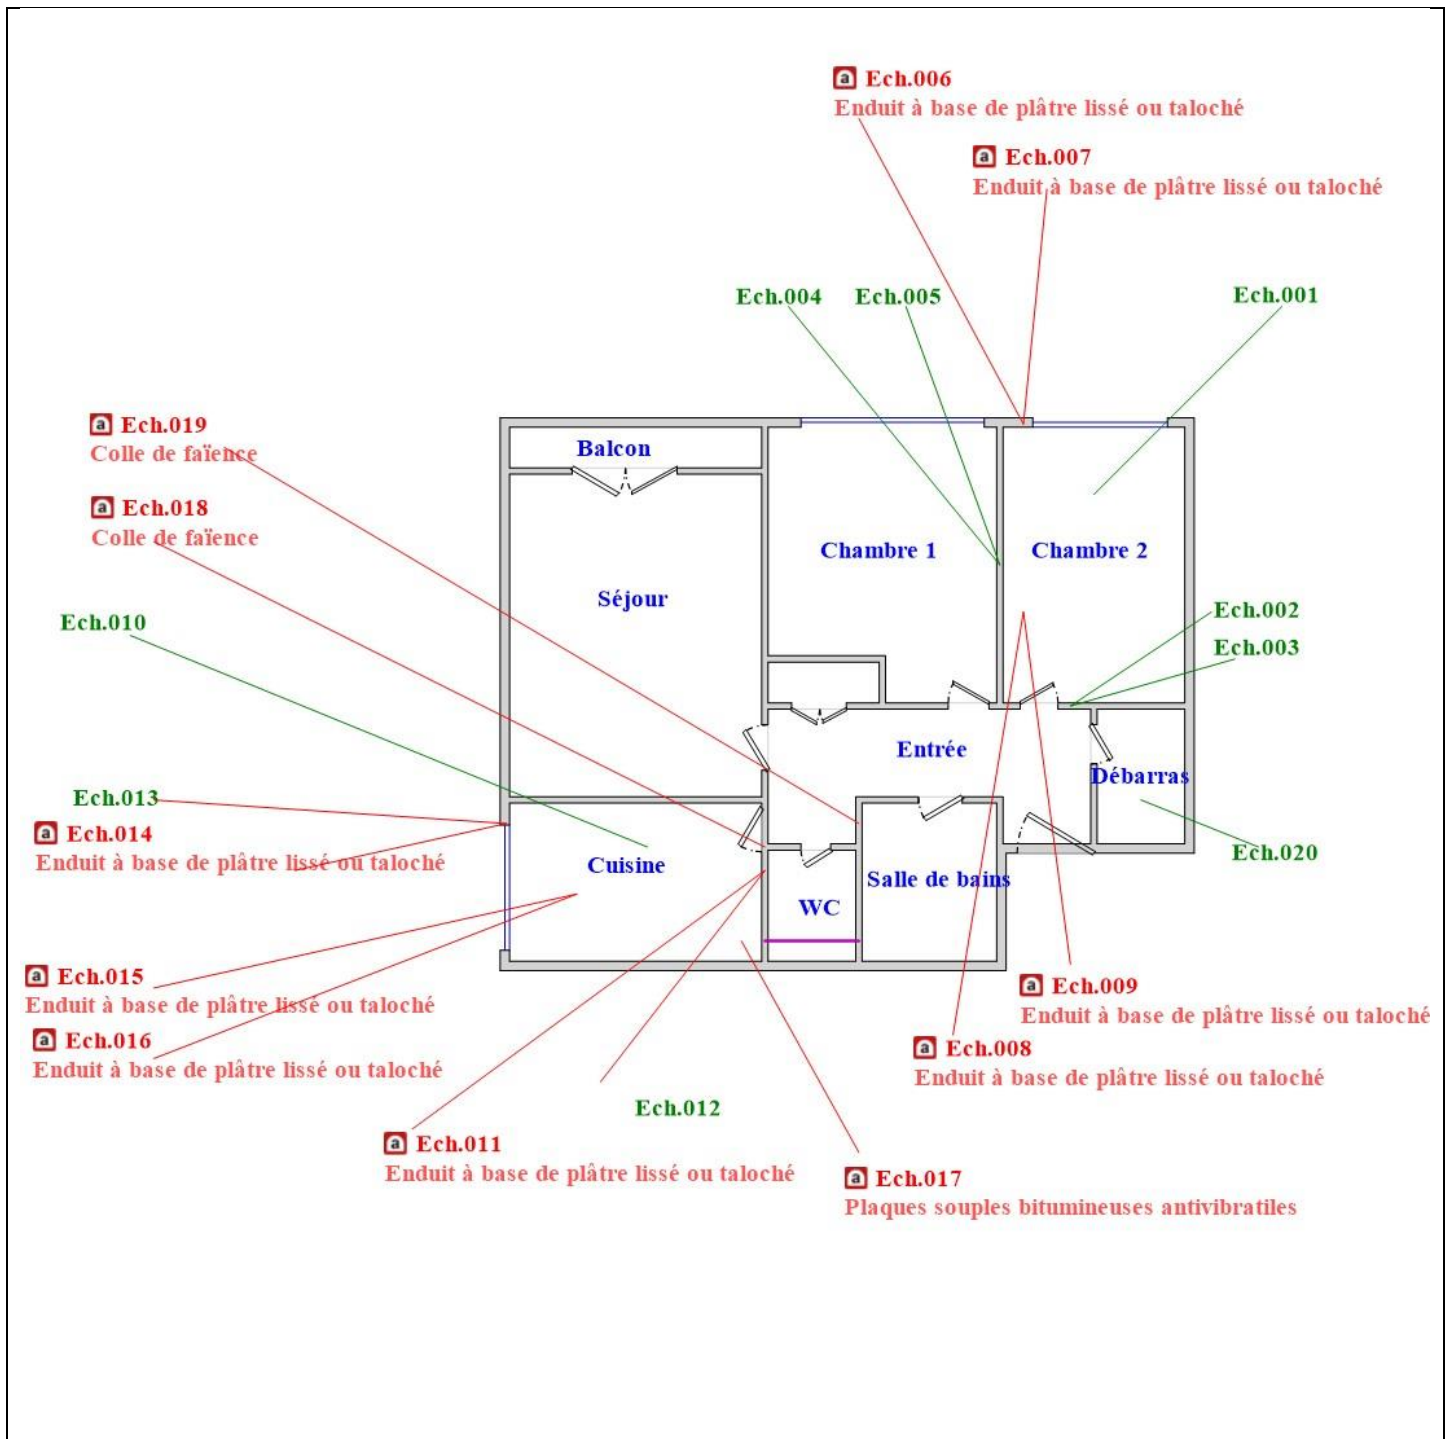 a Ech.006
Enduit à base de plâtre lissé ou taloché
a Ech.007
Enduit à base de plâtre lissé ou taloché
Ech.004
Ech.005
Ech.001
a Ech.019
Colle de faïence
Balcon
a Ech.018
Colle de faïence
Chambre 1
Chambre 2
Séjour
Ech.010
Ech.002
Ech.003
Entrée
Débarras
Ech.013
a Ech.014
Enduit à base de plâtre lissé ou taloché
Cuisine
Salle de bains
WC
Ech.020
a Ech.015
Enduit à base de plâtre lissé ou taloché
a Ech.016
Enduit à base de plâtre lissé ou taloché
a Ech.009
Enduit à base de plâtre lissé ou taloché
a Ech.008
Enduit à base de plâtre lissé ou taloché
Ech.012
a Ech.011
Enduit à base de plâtre lissé ou taloché
a Ech.017
Plaques souples bitumineuses antivibratiles